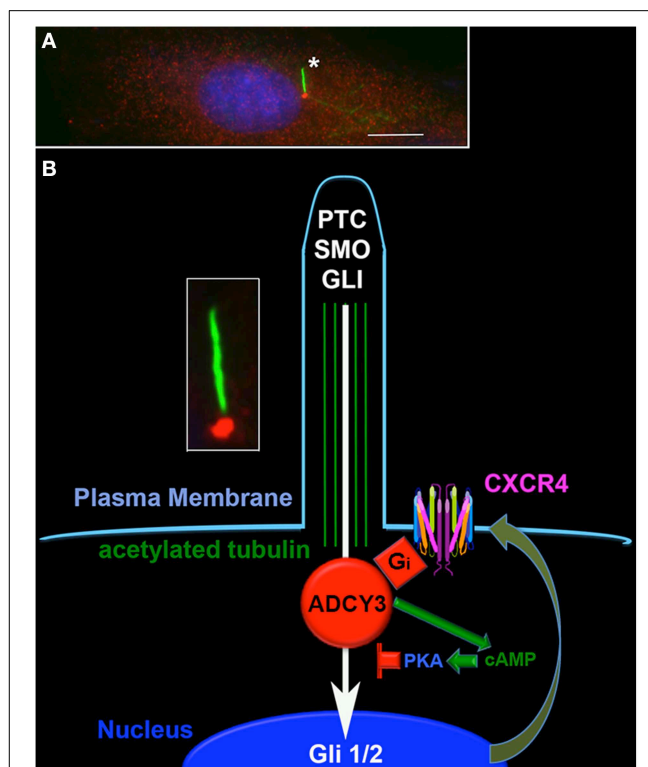 A
*
B
PTC
SMO
GLI
Plasma Membrane
CXCR4
acetylated tubulin
Gi
ADCY3
PKA
cAMP
Nucleus
Gli 1/2